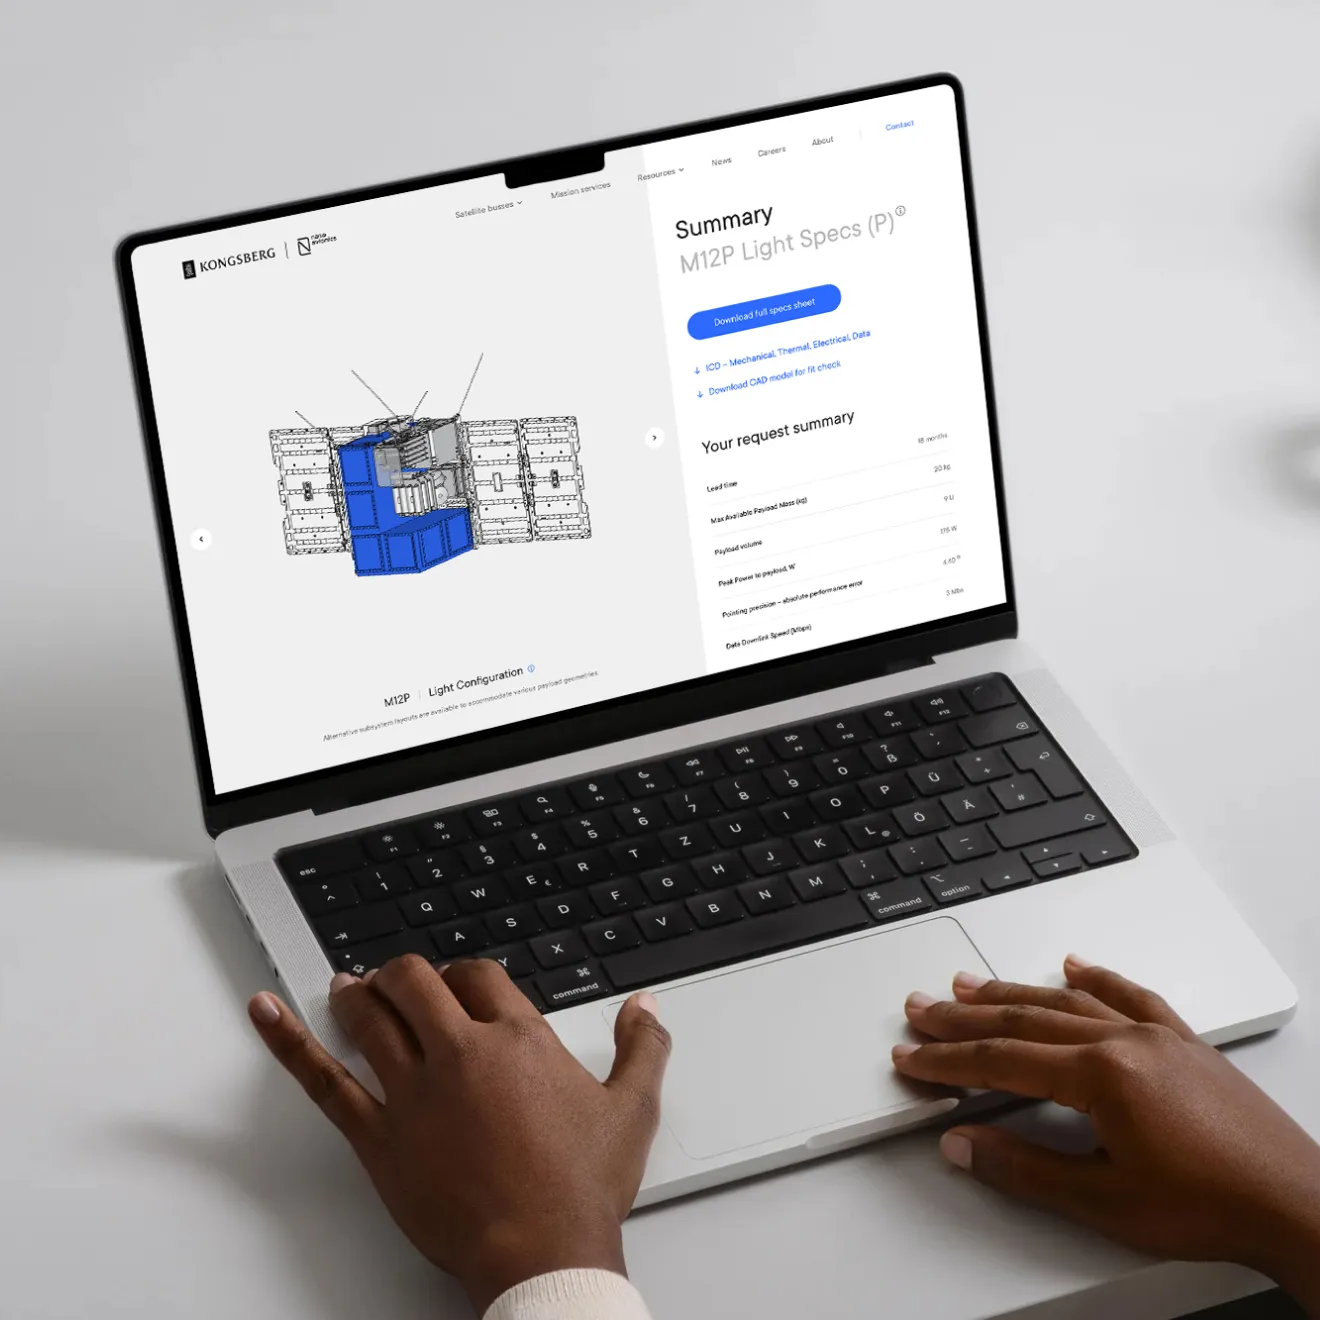 Satellite busses
Mission services
Resources
News
Careers
About
Contact
KONGSBERG
nano
avionics
Summary
M12P Light Specs (P)
Download full specs sheet
ICD – Mechanical, Thermal, Electrical, Data
Download CAD model for fit check
Your request summary
Lead time 18 months
Max Available Payload Mass (kg) 20 kg
Payload volume 9 U
Peak Power to payload, W 175 W
Pointing precision – absolute performance error
Data Downlink Speed (Mbps) 3 Mbs
M12P Light Configuration
Alternative subsystem layouts are available to accommodate various payload geometries.
esc F1 F2 F3 F4 F5 F6 F7 F8 F9 F10 F11 F12
° ^ ! 1 " 2 § 3 $ 4 % 5 & 6 / 7 ( 8 ) 9 = 0 ? ß ` ´
Q W E € R T Z U I O P Ü * + 
A S D F G H J K L @ Ö Ä ' #
Y X C V B N M ; , : . _ -
command command option